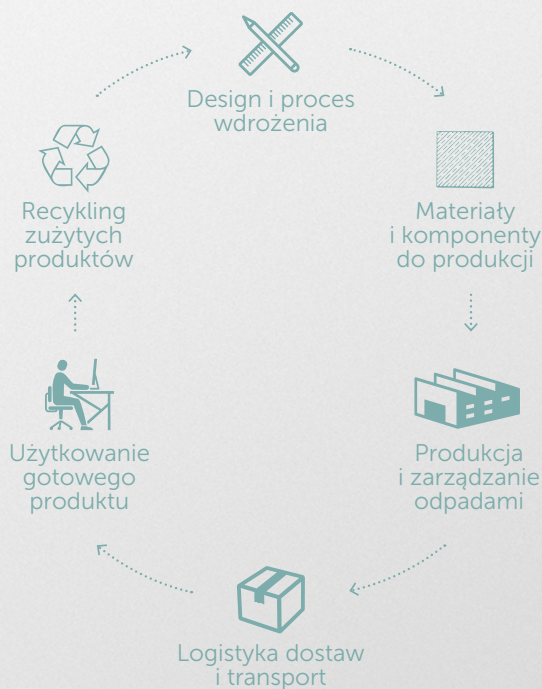 Design i proces
wdrożenia
Materiały
i komponenty
do produkcji
Produkcja
i zarządzanie
odpadami
Logistyka dostaw
i transport
Użytkowanie
gotowego
produktu
Recykling
zużytych
produktów